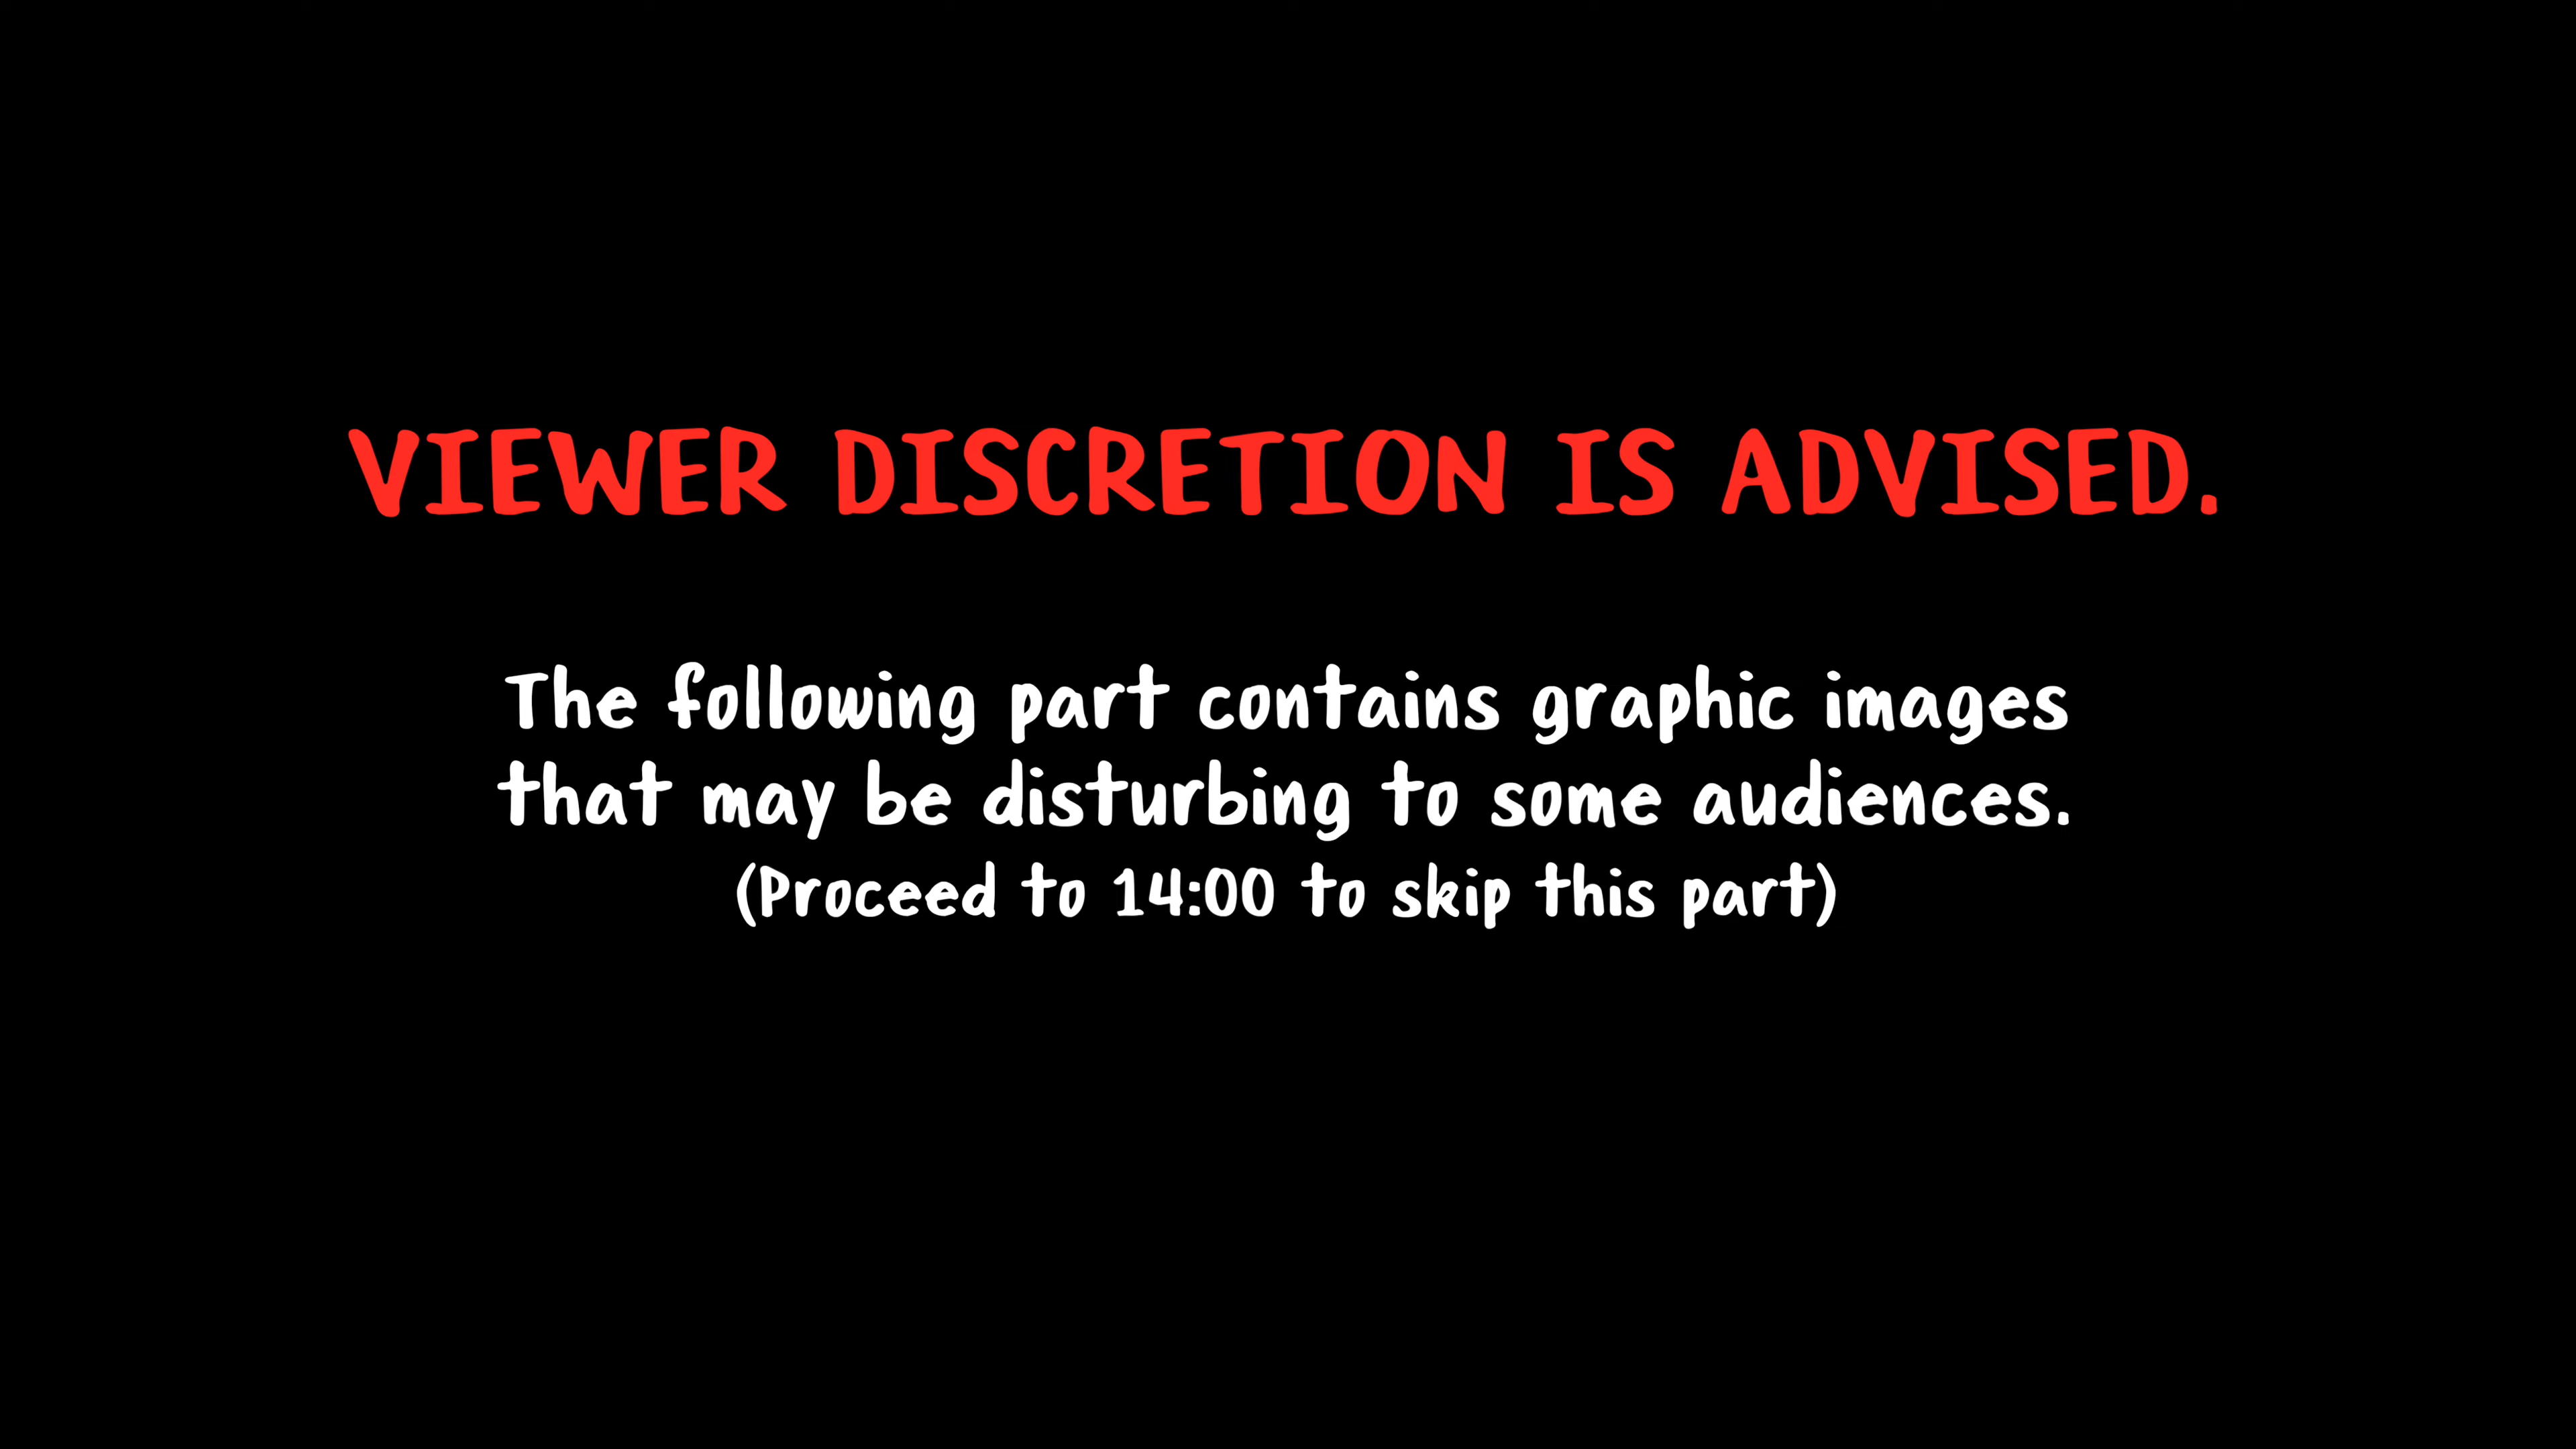 VIEWER DISCRETION IS ADVISED.
The following part contains graphic images
that may be disturbing to some audiences.
(Proceed to 14:00 to skip this part)